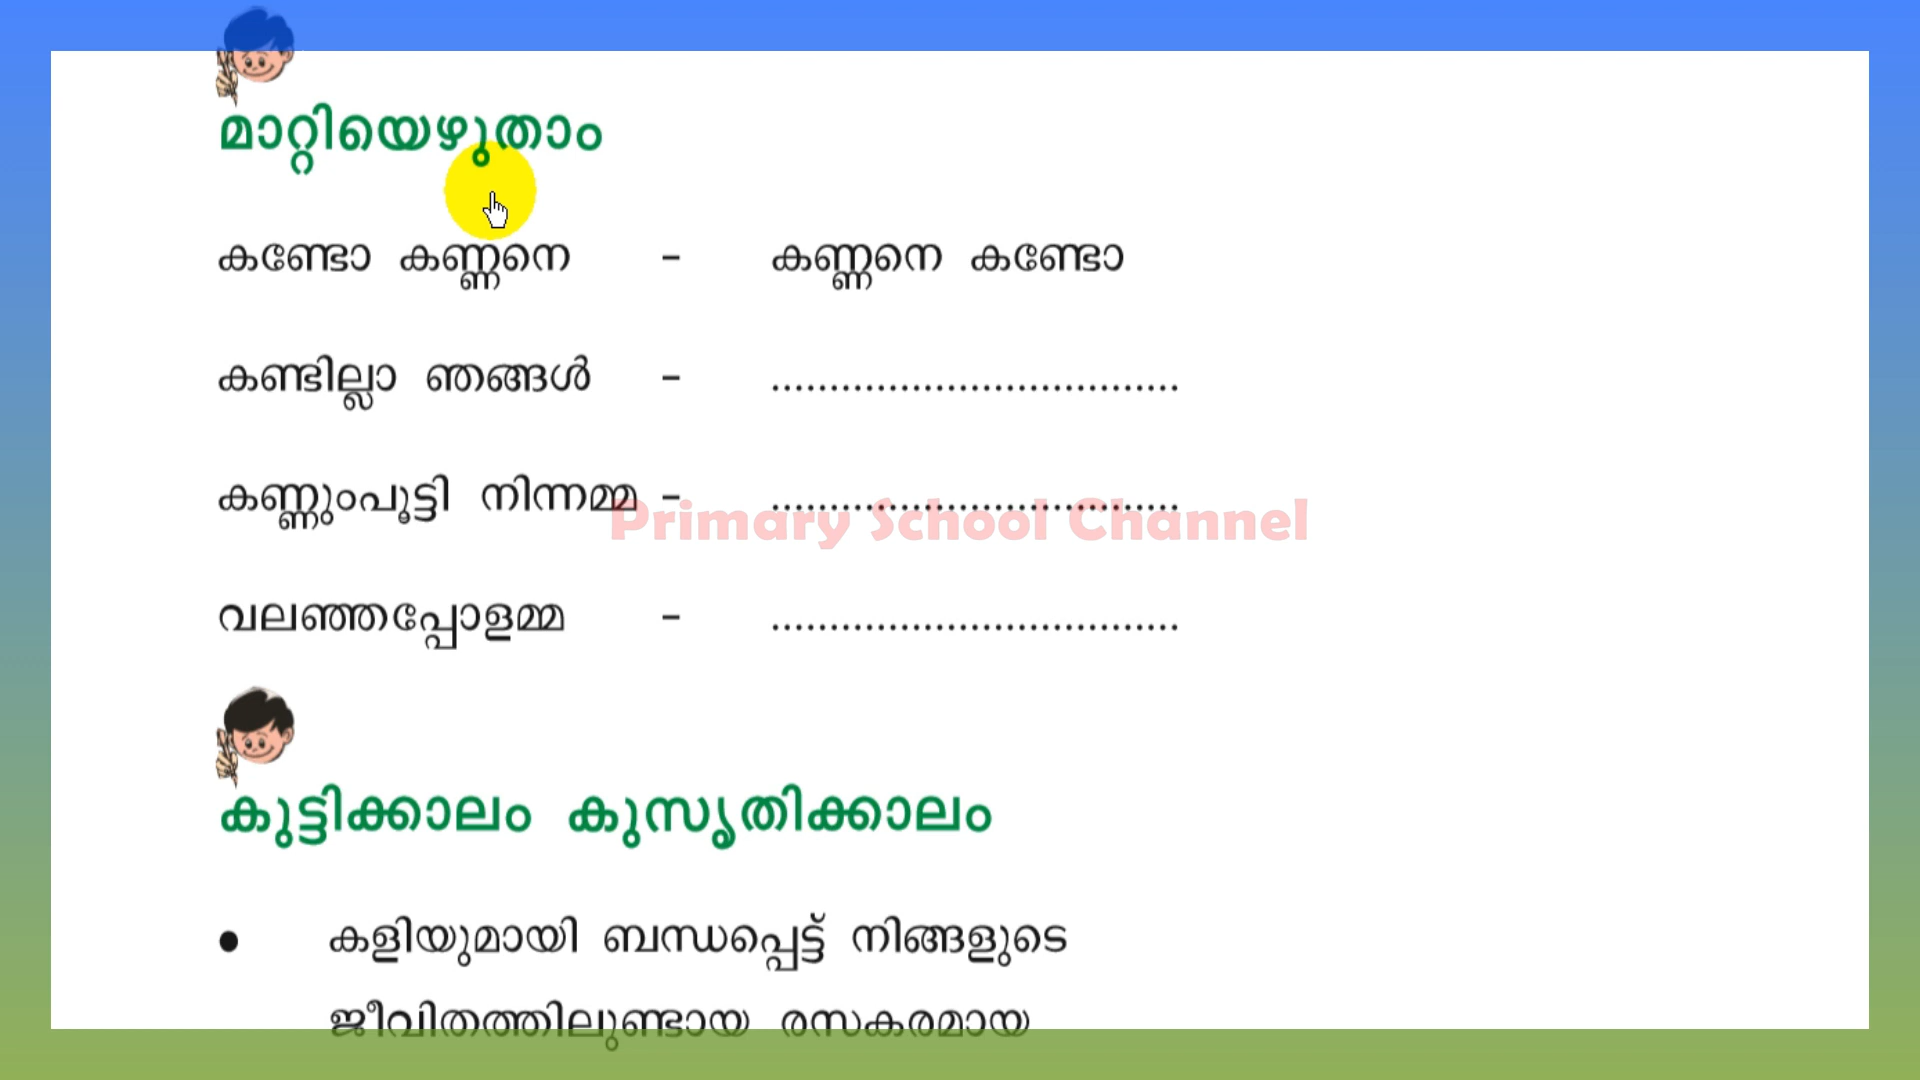 മാറ്റിയെഴുതാം
കണ്ടോ കണ്ണനെ - കണ്ണനെ കണ്ടോ
കണ്ടില്ലാ ഞങ്ങൾ - ..................................
കണ്ണുംപൂട്ടി നിന്നമ്മ - ..................................
Primary School Channel
വലഞ്ഞപ്പോളമ്മ - ..................................
കുട്ടിക്കാലം കുസൃതിക്കാലം
● കളിയുമായി ബന്ധപ്പെട്ട് നിങ്ങളുടെ
ജീവിതത്തിലുണ്ടായ രസകരമായ